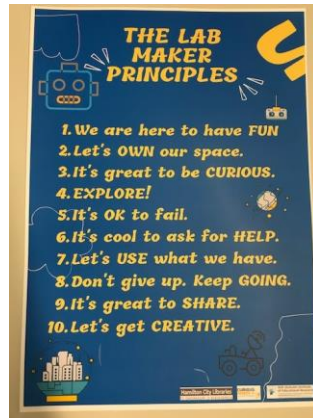 THE LAB
MAKER
PRINCIPLES
1. We are here to have FUN
2. Let's OWN our space.
3. It's great to be CURIOUS.
4. EXPLORE!
5. It's OK to fail.
6. It's cool to ask for HELP.
7. Let's USE what we have.
8. Don't give up. Keep GOING.
9. It's great to SHARE.
10. Let's get CREATIVE.
Hamilton City Libraries